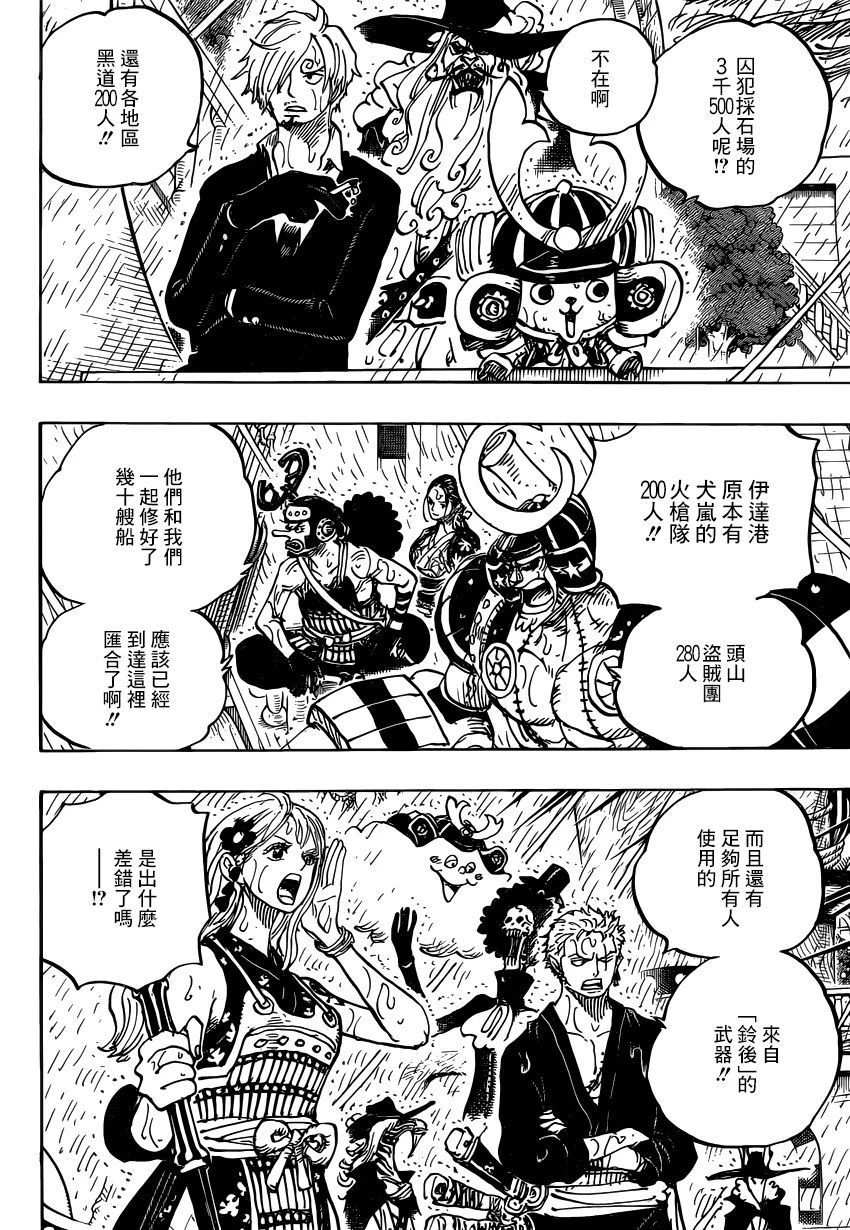 囚犯採石場的
3千
500人呢!?
不在啊
還有各地區
黑道
200人!!
伊達港
原本有
犬嵐的
火槍隊
200人!!
頭山
盜賊團
280人
他們和我們
一起修好了
幾十艘船
應該已經
到達這裡
匯合了啊!!
而且還有
足夠所有人
使用的
來自
「鈴後」的
武器!!
是出什麼
差錯了嗎
——!?